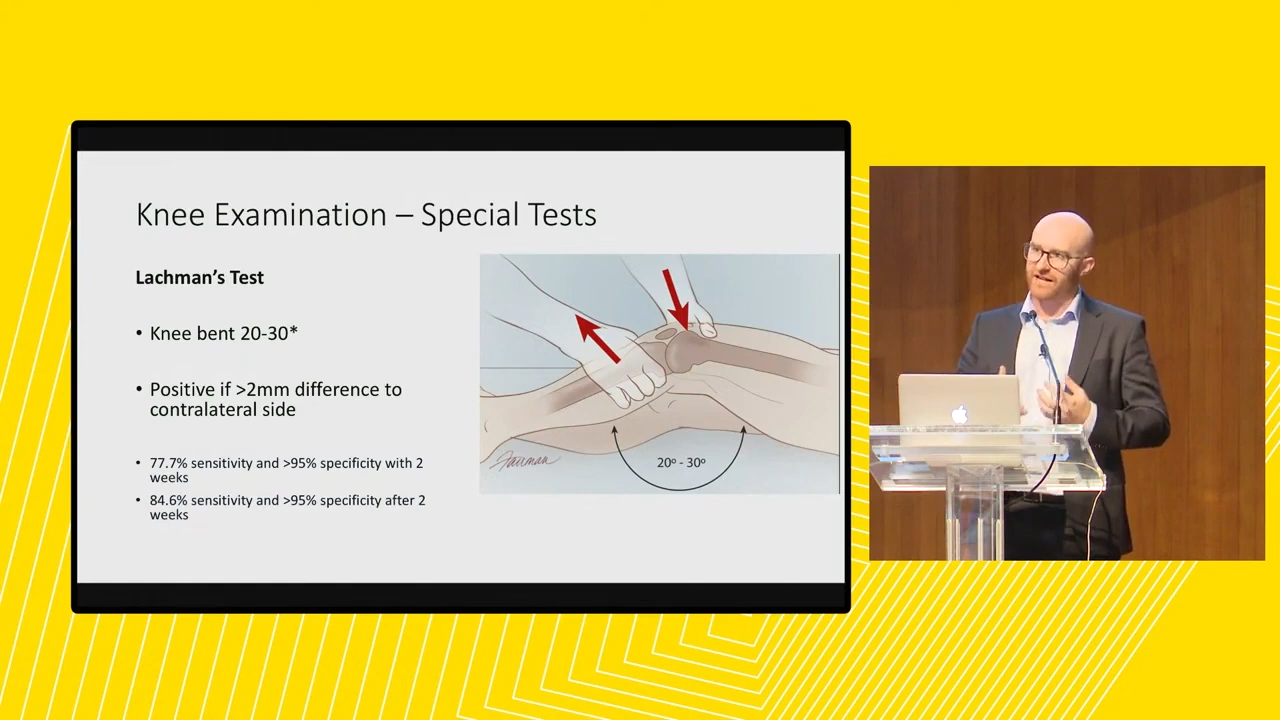 Knee Examination – Special Tests
Lachman's Test
• Knee bent 20-30*
• Positive if >2mm difference to
contralateral side
• 77.7% sensitivity and >95% specificity with 2
weeks
• 84.6% sensitivity and >95% specificity after 2
weeks
20º - 30º
Fairman